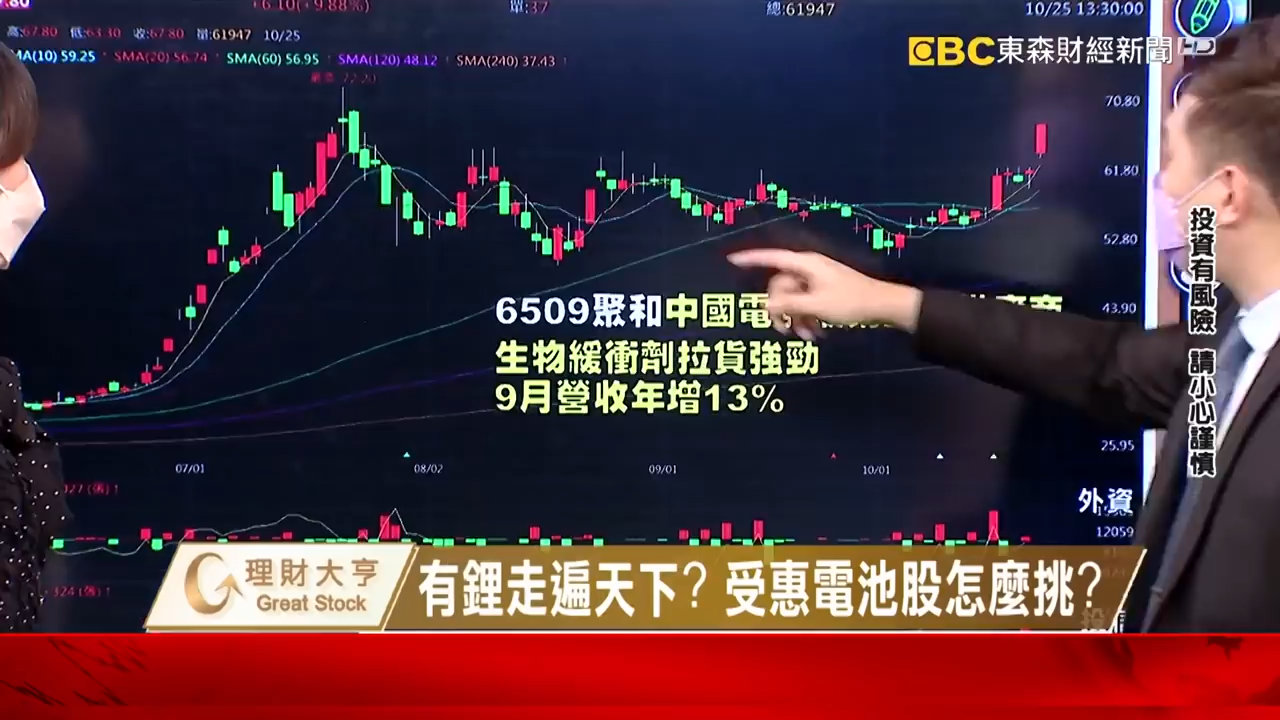 +6.10(+9.88%) 單:37 總:61947 10/25 13:30:00
高:67.80 低:63.30 收:67.80 量:61947 10/25
MA(10) 59.25 SMA(20) 56.74 SMA(60) 56.95 SMA(120) 48.12 SMA(240) 37.43
EBC 東森財經新聞 HD
72.20
70.80
61.80
52.80
43.90
25.95
投資有風險 請小心謹慎
6509聚和中國電
生物緩衝劑拉貨強勁
9月營收年增13%
07/01 08/02 09/01 10/01
外資
12059
理財大亨
Great Stock
有鋰走遍天下? 受惠電池股怎麼挑?